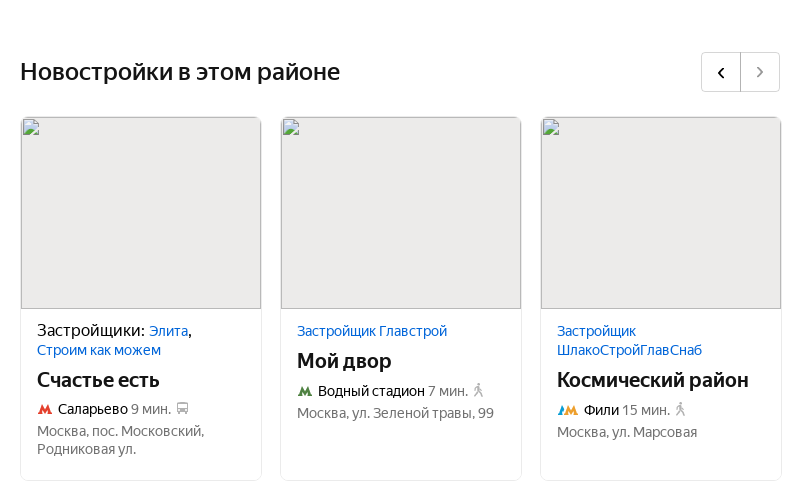 Новостройки в этом районе
Застройщики: Элита,
Строим как можем
Счастье есть
Саларьево 9 мин.
Москва, пос. Московский,
Родниковая ул.
Застройщик Главстрой
Мой двор
Водный стадион 7 мин.
Москва, ул. Зеленой травы, 99
Застройщик
ШлакоСтройГлавСнаб
Космический район
Фили 15 мин.
Москва, ул. Марсовая